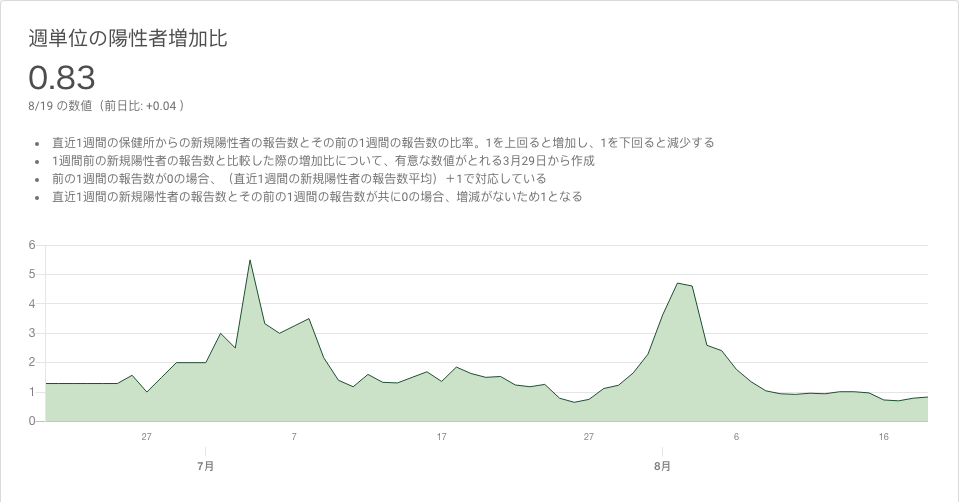 週単位の陽性者増加比
0.83
8/19 の数値（前日比: +0.04 ）
• 直近1週間の保健所からの新規陽性者の報告数とその前の1週間の報告数の比率。1を上回ると増加し、1を下回ると減少する
• 1週間前の新規陽性者の報告数と比較した際の増加比について、有意な数値がとれる3月29日から作成
• 前の1週間の報告数が0の場合、（直近1週間の新規陽性者の報告数平均）＋1で対応している
• 直近1週間の新規陽性者の報告数とその前の1週間の報告数が共に0の場合、増減がないため1となる
6
5
4
3
2
1
0
27 7 17 27 6 16
7月 8月